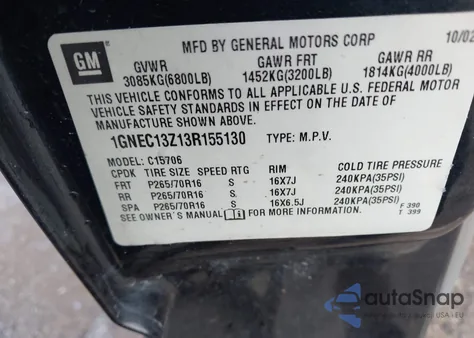 MFD BY GENERAL MOTORS CORP 10/02
GM
GVWR GAWR FRT GAWR RR
3085KG(6800LB) 1452KG(3200LB) 1814KG(4000LB)
THIS VEHICLE CONFORMS TO ALL APPLICABLE U.S. FEDERAL MOTOR
VEHICLE SAFETY STANDARDS IN EFFECT ON THE DATE OF
MANUFACTURE SHOWN ABOVE.
1GNEC13Z13R155130 TYPE: M.P.V.
MODEL: C15706
CPDK TIRE SIZE SPEED RTG RIM COLD TIRE PRESSURE
FRT P265/70R16 S 16X7J 240KPA(35PSI)
RR P265/70R16 S 16X7J 240KPA(35PSI)
SPA P265/70R16 S 16X6.5J 240KPA(35PSI)
SEE OWNER'S MANUAL FOR MORE INFORMATION.
F 390
T 399
autoSnap
Auto Auction • USA & EU